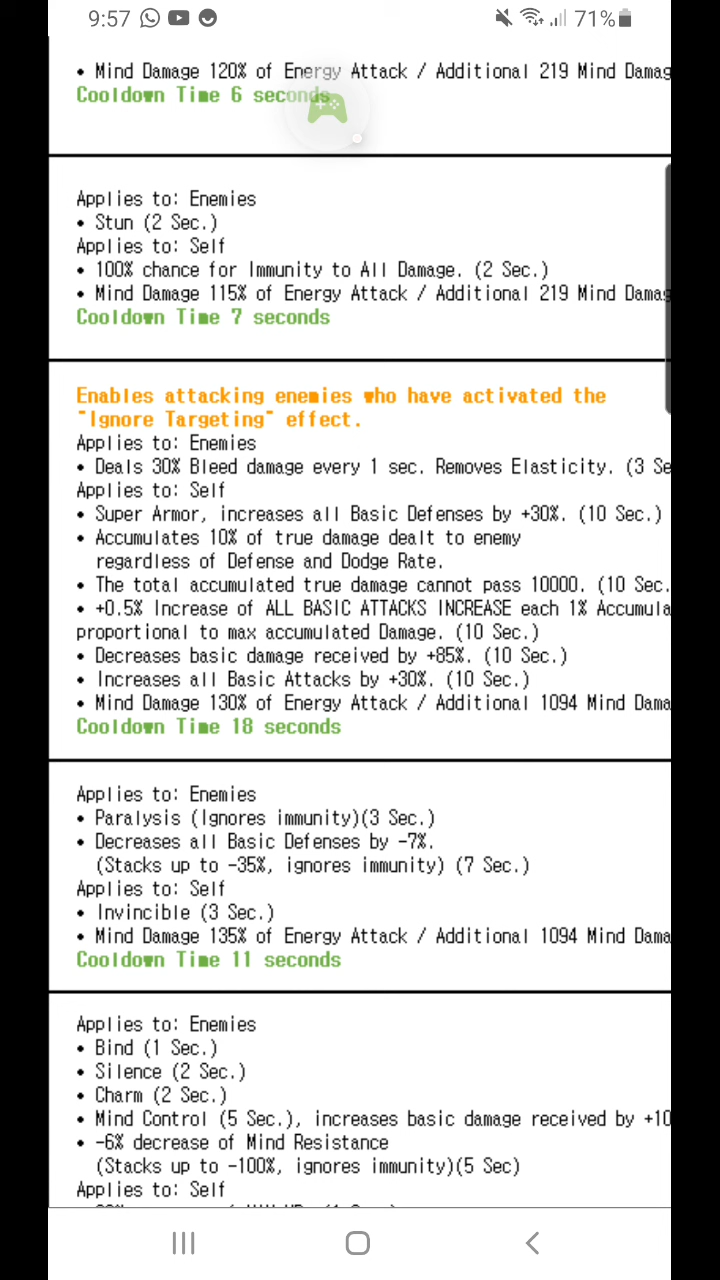 9:57 71%
• Mind Damage 120% of Energy Attack / Additional 219 Mind Damag
Cooldown Time 6 seconds
Applies to: Enemies
• Stun (2 Sec.)
Applies to: Self
• 100% chance for Immunity to All Damage. (2 Sec.)
• Mind Damage 115% of Energy Attack / Additional 219 Mind Damag
Cooldown Time 7 seconds
Enables attacking enemies who have activated the
"Ignore Targeting" effect.
Applies to: Enemies
• Deals 30% Bleed damage every 1 sec. Removes Elasticity. (3 Se
Applies to: Self
• Super Armor, increases all Basic Defenses by +30%. (10 Sec.)
• Accumulates 10% of true damage dealt to enemy
regardless of Defense and Dodge Rate.
• The total accumulated true damage cannot pass 10000. (10 Sec.
• +0.5% Increase of ALL BASIC ATTACKS INCREASE each 1% Accumula
proportional to max accumulated Damage. (10 Sec.)
• Decreases basic damage received by +85%. (10 Sec.)
• Increases all Basic Attacks by +30%. (10 Sec.)
• Mind Damage 130% of Energy Attack / Additional 1094 Mind Dama
Cooldown Time 18 seconds
Applies to: Enemies
• Paralysis (Ignores immunity)(3 Sec.)
• Decreases all Basic Defenses by -7%.
(Stacks up to -35%, ignores immunity) (7 Sec.)
Applies to: Self
• Invincible (3 Sec.)
• Mind Damage 135% of Energy Attack / Additional 1094 Mind Dama
Cooldown Time 11 seconds
Applies to: Enemies
• Bind (1 Sec.)
• Silence (2 Sec.)
• Charm (2 Sec.)
• Mind Control (5 Sec.), increases basic damage received by +10
• -6% decrease of Mind Resistance
(Stacks up to -100%, ignores immunity)(5 Sec)
Applies to: Self